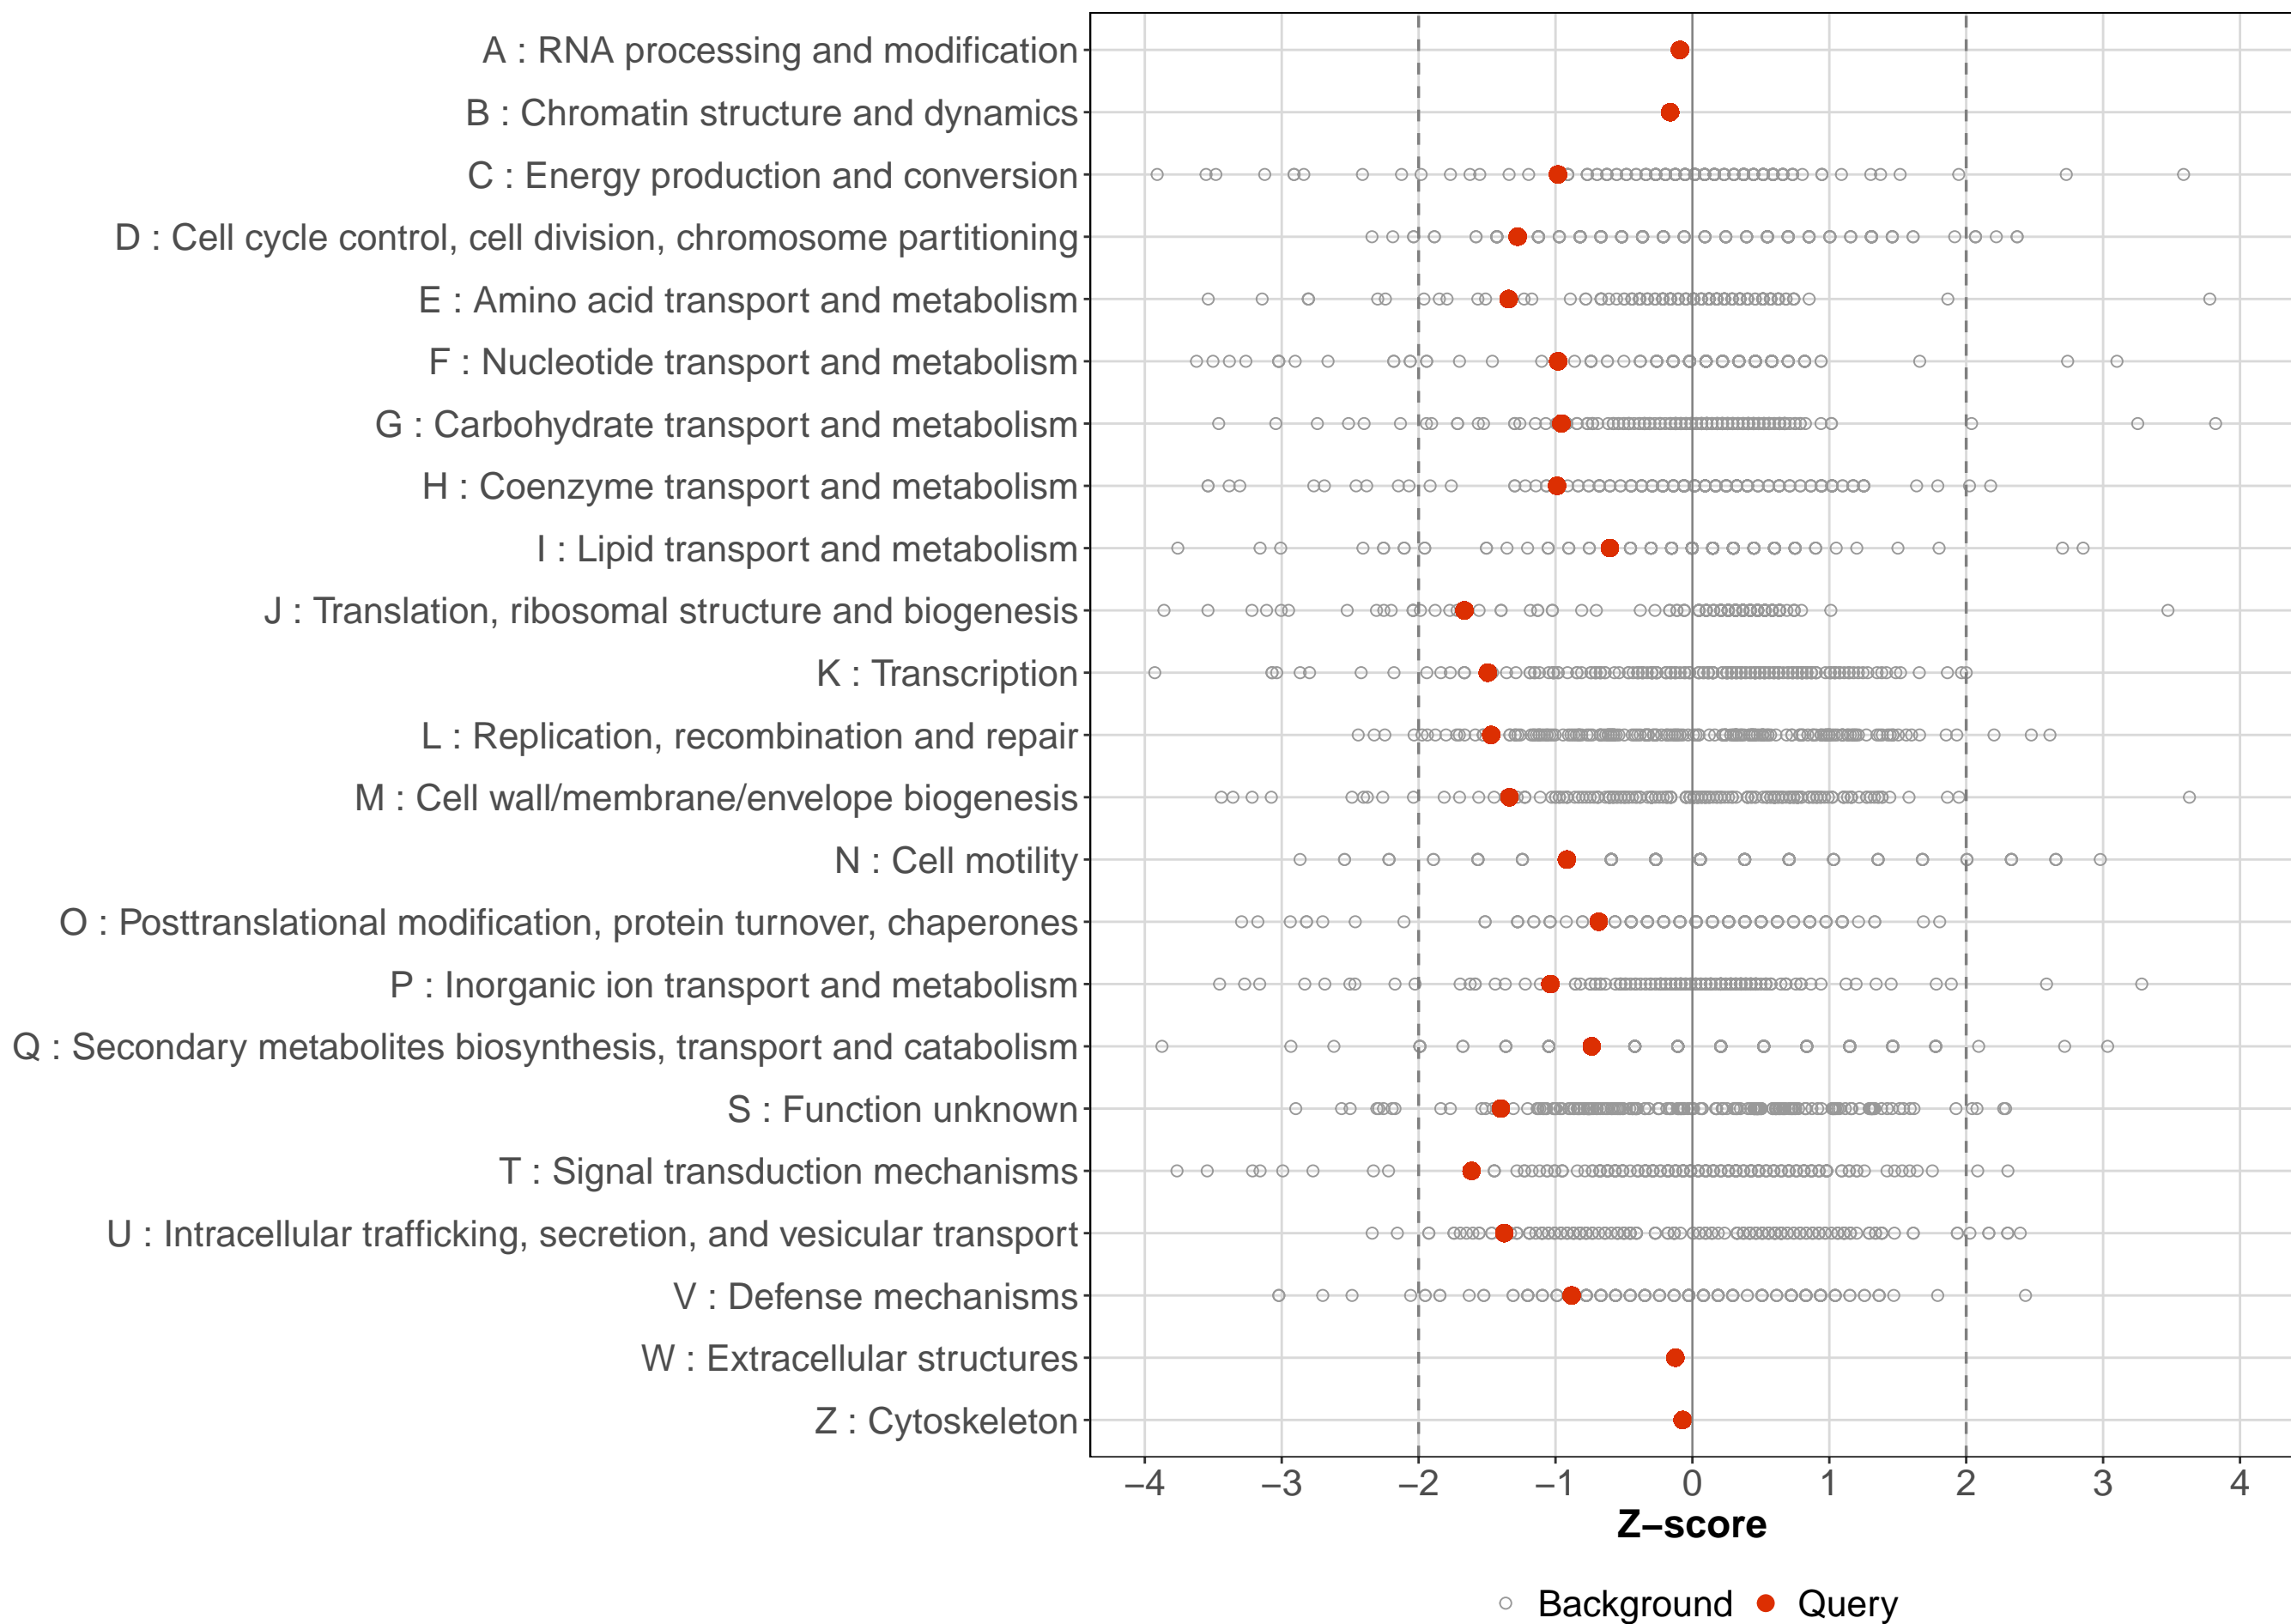 A : RNA processing and modification
B : Chromatin structure and dynamics
C : Energy production and conversion
D : Cell cycle control, cell division, chromosome partitioning
E : Amino acid transport and metabolism
F : Nucleotide transport and metabolism
G : Carbohydrate transport and metabolism
H : Coenzyme transport and metabolism
I : Lipid transport and metabolism
J : Translation, ribosomal structure and biogenesis
K : Transcription
L : Replication, recombination and repair
M : Cell wall/membrane/envelope biogenesis
N : Cell motility
O : Posttranslational modification, protein turnover, chaperones
P : Inorganic ion transport and metabolism
Q : Secondary metabolites biosynthesis, transport and catabolism
S : Function unknown
T : Signal transduction mechanisms
U : Intracellular trafficking, secretion, and vesicular transport
V : Defense mechanisms
W : Extracellular structures
Z : Cytoskeleton
−4 −3 −2 −1 0 1 2 3 4
Z−score
Background Query